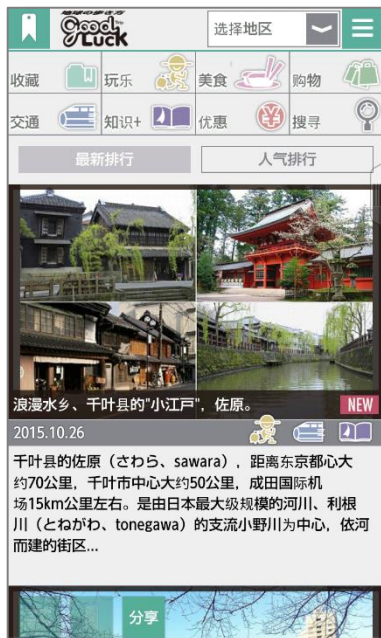 地球の歩き方
Good Luck Trip
选择地区
收藏
玩乐
美食
购物
交通
知识+
优惠
搜寻
最新排行
人气排行
浪漫水乡、千叶县的"小江戸"，佐原。
NEW
2015.10.26
千叶县的佐原（さわら、sawara），距离东京都心大
约70公里，千叶市中心大约50公里，成田国际机
场15km公里左右。是由日本最大级规模的河川、利根
川（とねがわ、tonegawa）的支流小野川为中心，依河
而建的街区...
分享